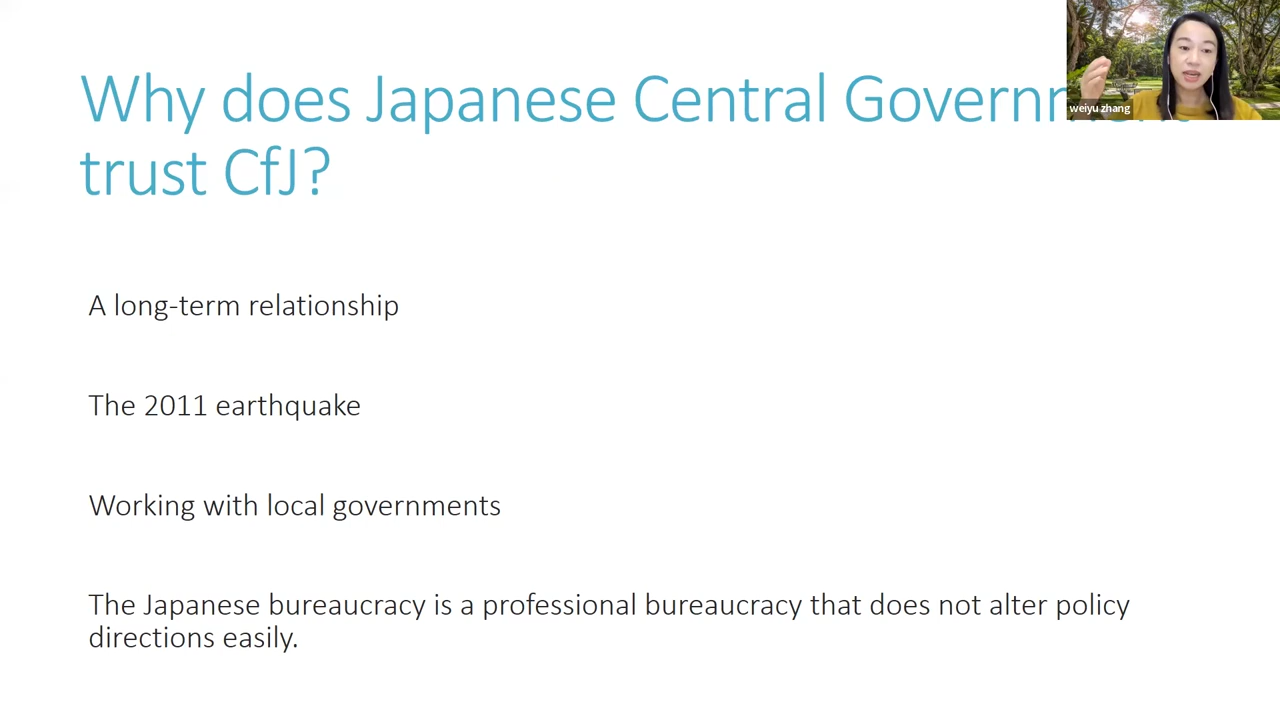 Why does Japanese Central
trust CfJ?
weiyu zhang
A long-term relationship
The 2011 earthquake
Working with local governments
The Japanese bureaucracy is a professional bureaucracy that does not alter policy
directions easily.